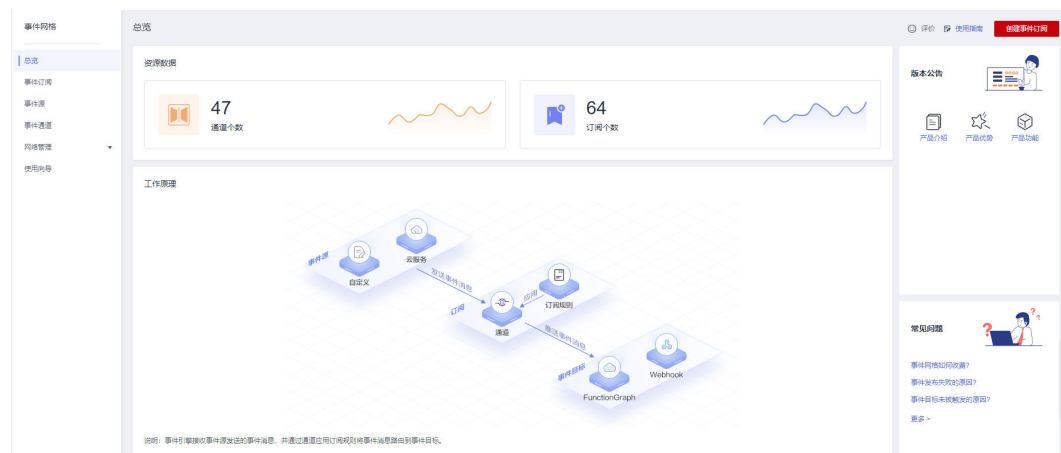 事件网格
总览
事件订阅
事件源
事件通道
网格管理
使用向导
总览
评价
使用指南
创建事件订阅
资源数据
47
通道个数
64
订阅个数
工作原理
事件源
自定义
云服务
发送事件消息
订阅
通道
应用
订阅规则
推送事件消息
事件目标
FunctionGraph
Webhook
说明：事件引擎接收事件源发送的事件消息，并通过通道应用订阅规则将事件消息路由到事件目标。
版本公告
产品介绍
产品优势
产品功能
常见问题
事件网格如何收费?
事件发布失败的原因?
事件目标未被触发的原因?
更多 >